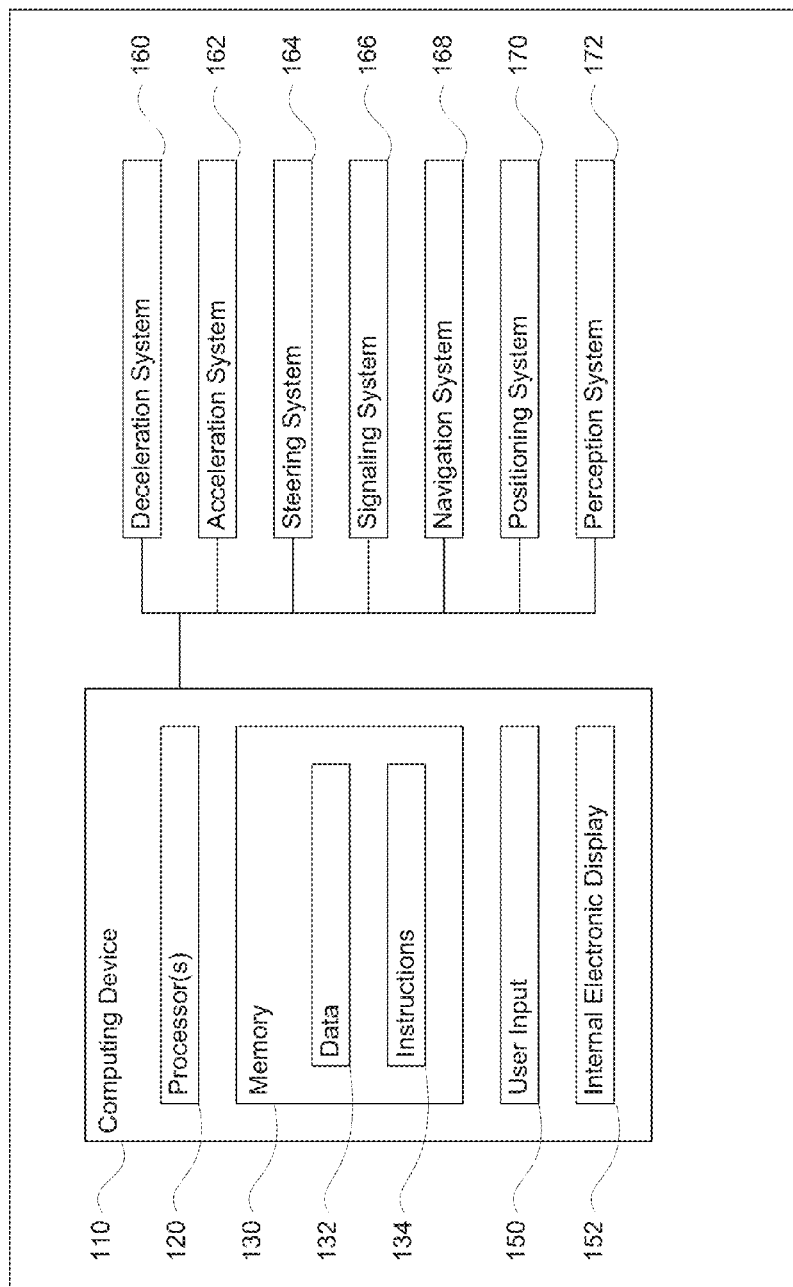 110
Computing Device
120
Processor(s)
130
Memory
132
Data
134
Instructions
150
User Input
152
Internal Electronic Display
Deceleration System
160
Acceleration System
162
Steering System
164
Signaling System
166
Navigation System
168
Positioning System
170
Perception System
172